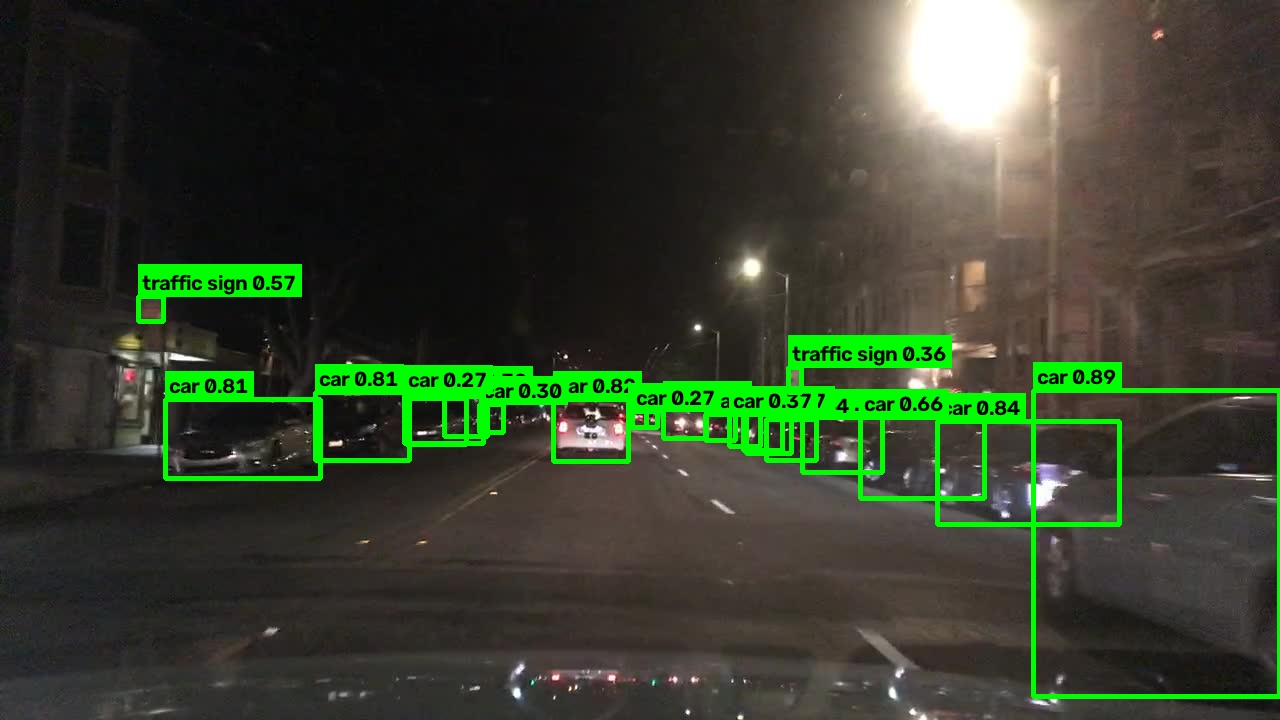 traffic sign 0.57
traffic sign 0.36
car 0.89
car 0.81
car 0.81
car 0.27
car 0.30
ar 0.82
car 0.27
car 0.37
car 0.66
car 0.84